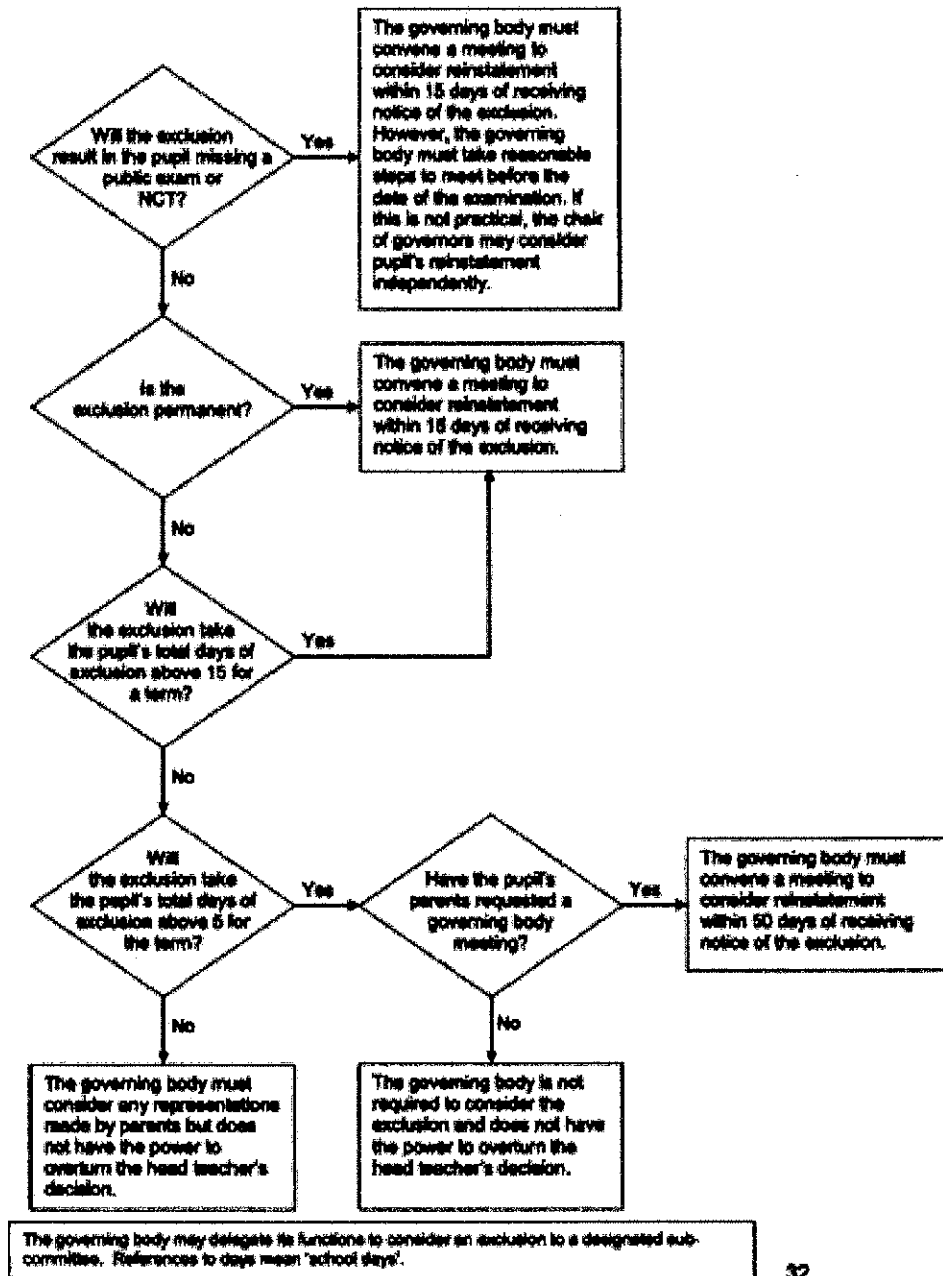 The governing body must
convene a meeting to
consider reinstatement
within 15 days of receiving
notice of the exclusion.
However, the governing
body must take reasonable
steps to meet before the
date of the examination. If
this is not practical, the chair
of governors may consider
pupil's reinstatement
independently.
Will the exclusion
result in the pupil missing a
public exam or
NCT?
Yes
No
Is the
exclusion permanent?
Yes
The governing body must
convene a meeting to
consider reinstatement
within 15 days of receiving
notice of the exclusion.
No
Will
the exclusion take
the pupil's total days of
exclusion above 15 for
a term?
Yes
No
Will
the exclusion take
the pupil's total days of
exclusion above 5 for
the term?
Yes
Have the pupil's
parents requested a
governing body
meeting?
Yes
The governing body must
convene a meeting to
consider reinstatement
within 50 days of receiving
notice of the exclusion.
No
No
The governing body must
consider any representations
made by parents but does
not have the power to
overturn the head teacher's
decision.
The governing body is not
required to consider the
exclusion and does not have
the power to overturn the
head teacher's decision.
The governing body may delegate its functions to consider an exclusion to a designated sub-
committee. References to days mean 'school days'.
32